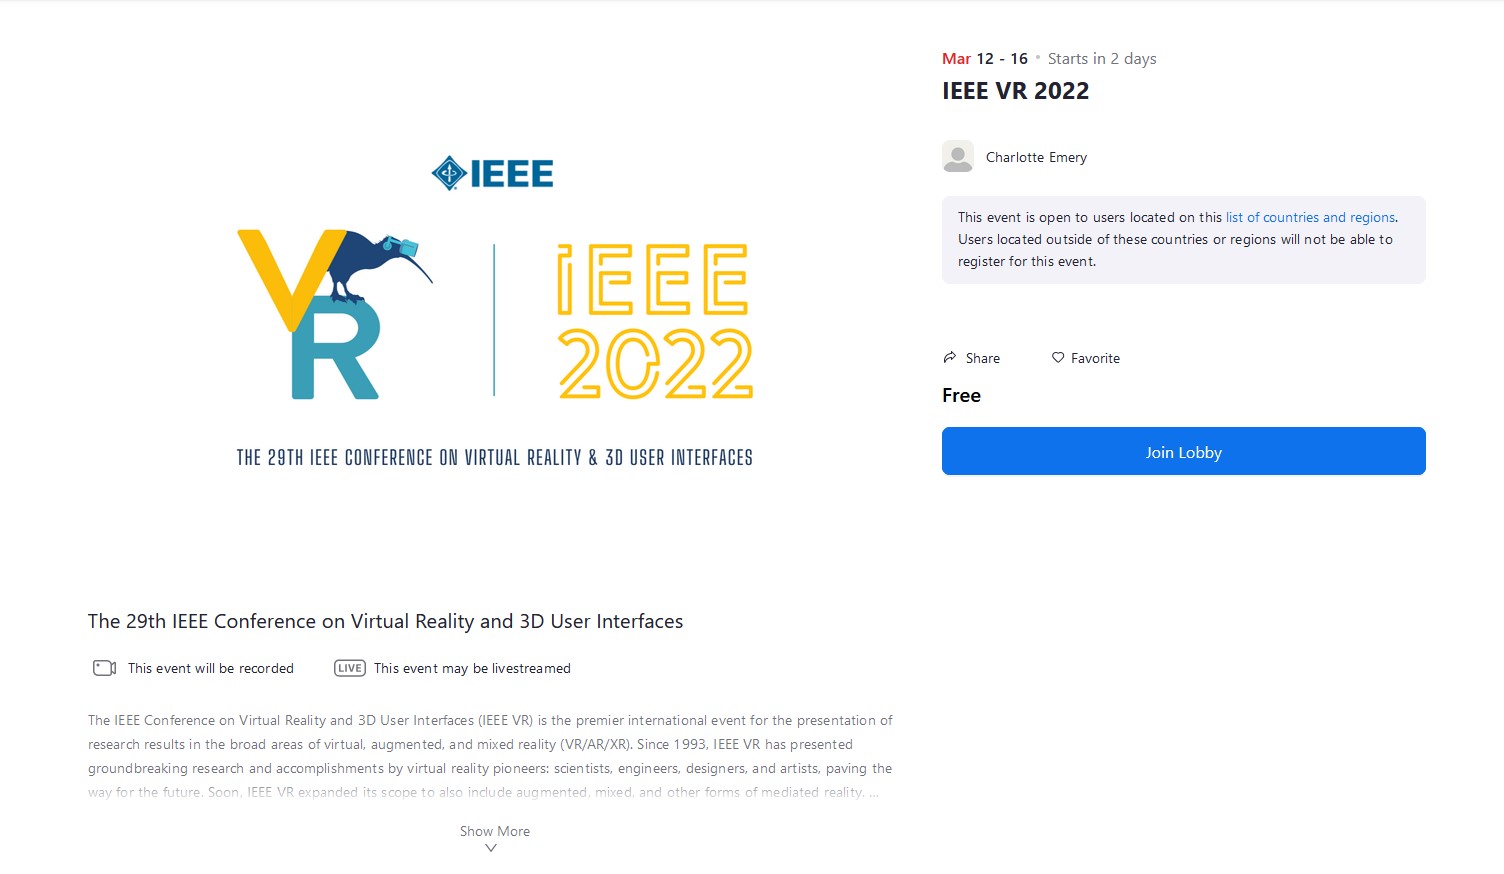 IEEE
VR
IEEE
2022
THE 29TH IEEE CONFERENCE ON VIRTUAL REALITY & 3D USER INTERFACES
Mar 12 - 16 • Starts in 2 days
IEEE VR 2022
Charlotte Emery
This event is open to users located on this list of countries and regions.
Users located outside of these countries or regions will not be able to
register for this event.
Share Favorite
Free
Join Lobby
The 29th IEEE Conference on Virtual Reality and 3D User Interfaces
This event will be recorded LIVE This event may be livestreamed
The IEEE Conference on Virtual Reality and 3D User Interfaces (IEEE VR) is the premier international event for the presentation of
research results in the broad areas of virtual, augmented, and mixed reality (VR/AR/XR). Since 1993, IEEE VR has presented
groundbreaking research and accomplishments by virtual reality pioneers: scientists, engineers, designers, and artists, paving the
way for the future. Soon, IEEE VR expanded its scope to also include augmented, mixed, and other forms of mediated reality. ...
Show More